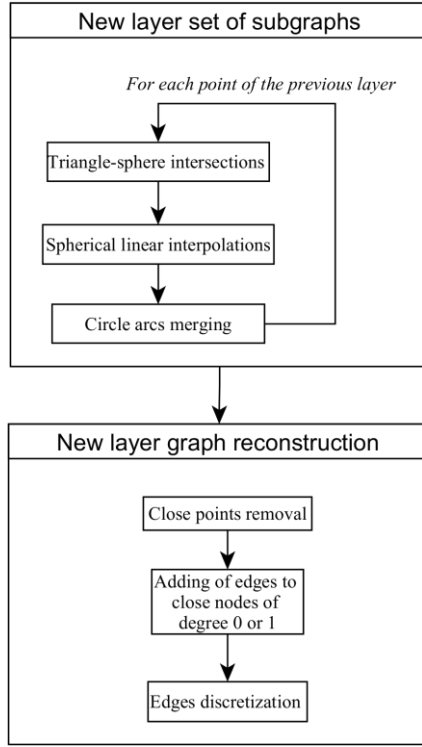 New layer set of subgraphs
For each point of the previous layer
Triangle-sphere intersections
Spherical linear interpolations
Circle arcs merging
New layer graph reconstruction
Close points removal
Adding of edges to
close nodes of
degree 0 or 1
Edges discretization